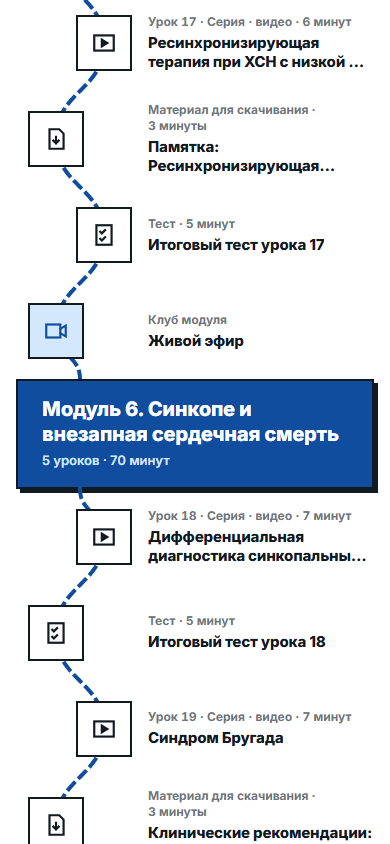 Урок 17 · Серия · видео · 6 минут
Ресинхронизирующая
терапия при ХСН с низкой ...
Материал для скачивания ·
3 минуты
Памятка:
Ресинхронизирующая...
Тест · 5 минут
Итоговый тест урока 17
Клуб модуля
Живой эфир
Модуль 6. Синкопе и
внезапная сердечная смерть
5 уроков · 70 минут
Урок 18 · Серия · видео · 7 минут
Дифференциальная
диагностика синкопальны...
Тест · 5 минут
Итоговый тест урока 18
Урок 19 · Серия · видео · 7 минут
Синдром Бругада
Материал для скачивания ·
3 минуты
Клинические рекомендации: